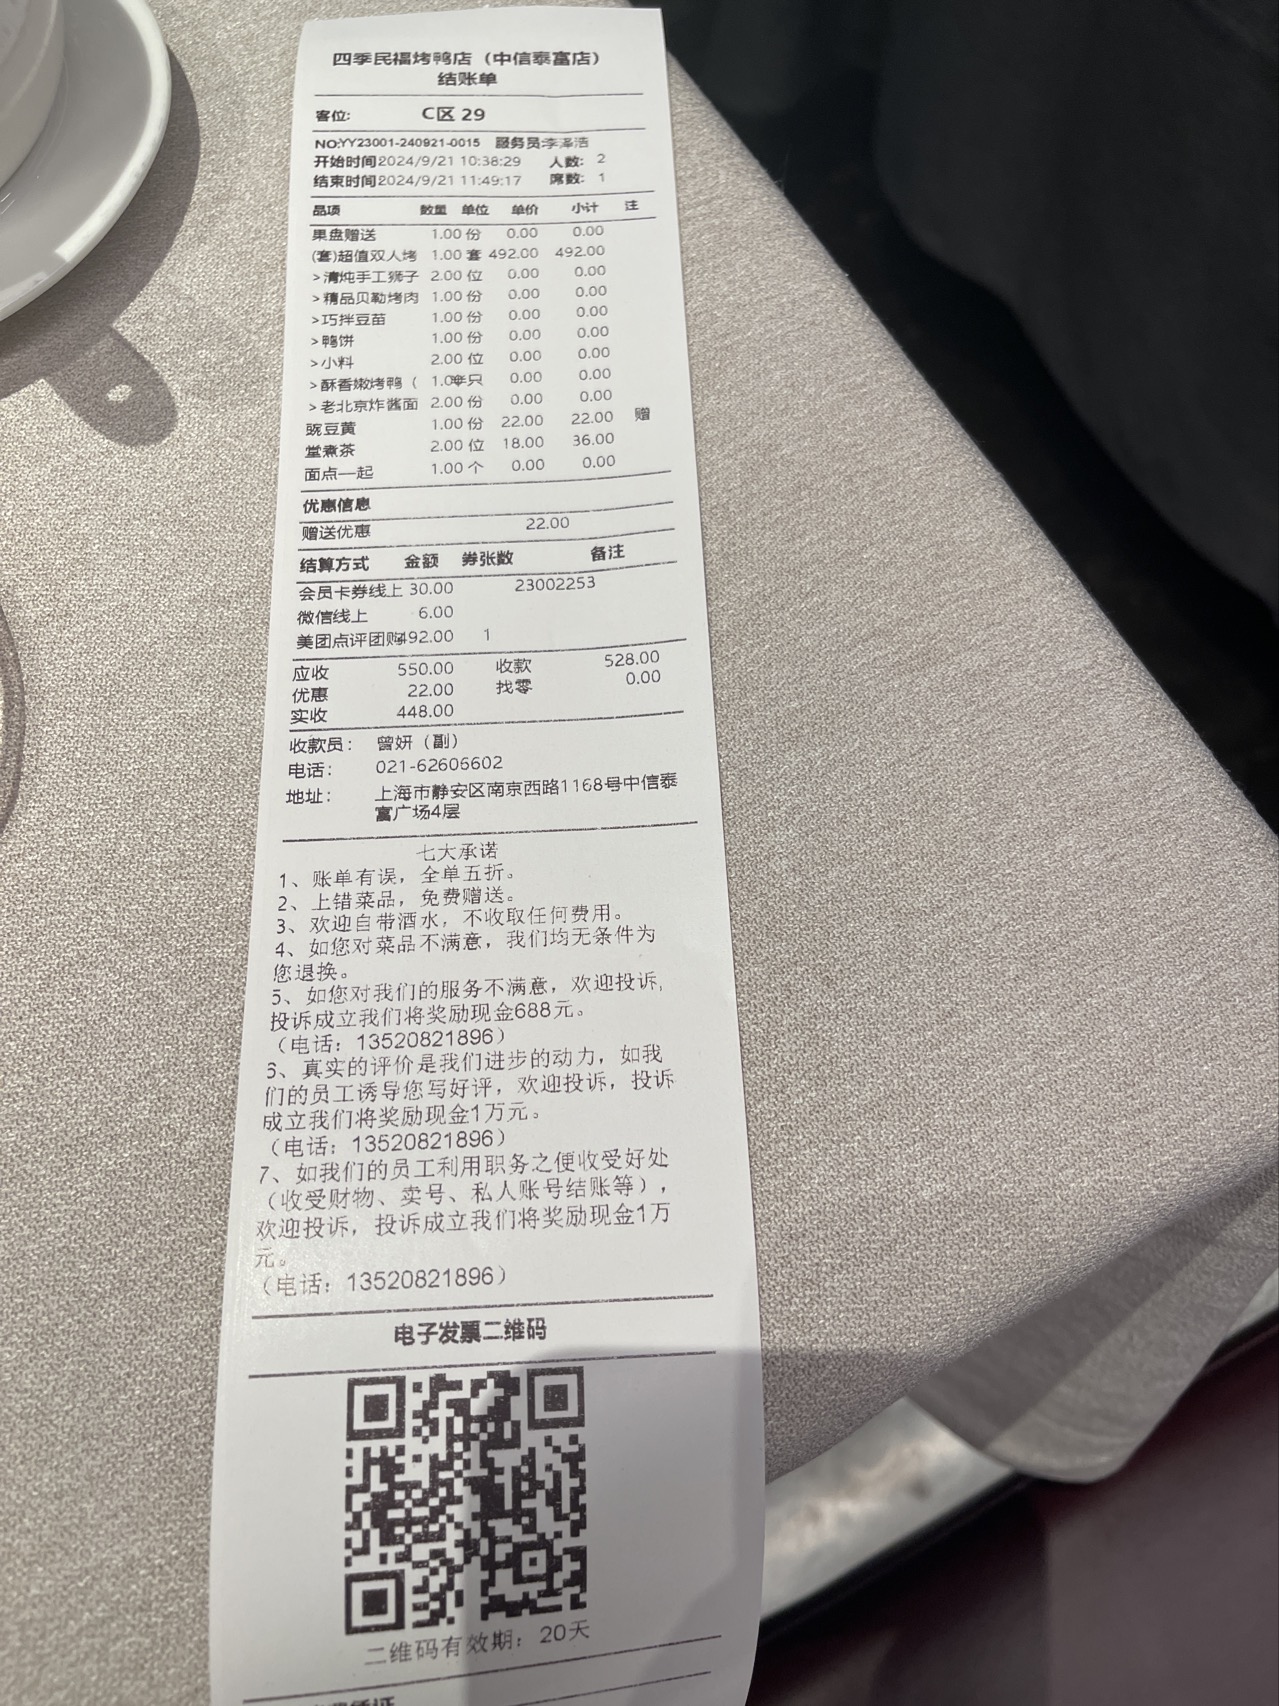 四季民福烤鸭店（中信泰富店）
结账单
客位: C区 29
NO:YY23001-240921-0015 服务员:李泽浩
开始时间2024/9/21 10:38:29 人数: 2
结束时间2024/9/21 11:49:17 席数: 1
品项 数量 单位 单价 小计 注
果盘赠送 1.00 份 0.00 0.00
(套)超值双人烤 1.00 套 492.00 492.00
>清炖手工狮子 2.00 位 0.00 0.00
>精品贝勒烤肉 1.00 份 0.00 0.00
>巧拌豆苗 1.00 份 0.00 0.00
>鸭饼 1.00 份 0.00 0.00
>小料 2.00 位 0.00 0.00
>酥香嫩烤鸭（ 1.0半只 0.00 0.00
>老北京炸酱面 2.00 份 0.00 0.00
豌豆黄 1.00 份 22.00 22.00 赠
堂煮茶 2.00 位 18.00 36.00
面点一起 1.00 个 0.00 0.00
优惠信息
赠送优惠 22.00
结算方式 金额 券张数 备注
会员卡券线上 30.00 23002253
微信线上 6.00
美团点评团购492.00 1
应收 550.00 收款 528.00
优惠 22.00 找零 0.00
实收 448.00
收款员: 曾妍（副）
电话: 021-62606602
地址: 上海市静安区南京西路1168号中信泰
富广场4层
七大承诺
1、账单有误，全单五折。
2、上错菜品，免费赠送。
3、欢迎自带酒水，不收取任何费用。
4、如您对菜品不满意，我们均无条件为
您退换。
5、如您对我们的服务不满意，欢迎投诉，
投诉成立我们将奖励现金688元。
（电话：13520821896）
3、真实的评价是我们进步的动力，如我
们的员工诱导您写好评，欢迎投诉，投诉
成立我们将奖励现金1万元。
（电话：13520821896）
7、如我们的员工利用职务之便收受好处
（收受财物、卖号、私人账号结账等），
欢迎投诉，投诉成立我们将奖励现金1万
元。
（电话：13520821896）
电子发票二维码
二维码有效期：20天